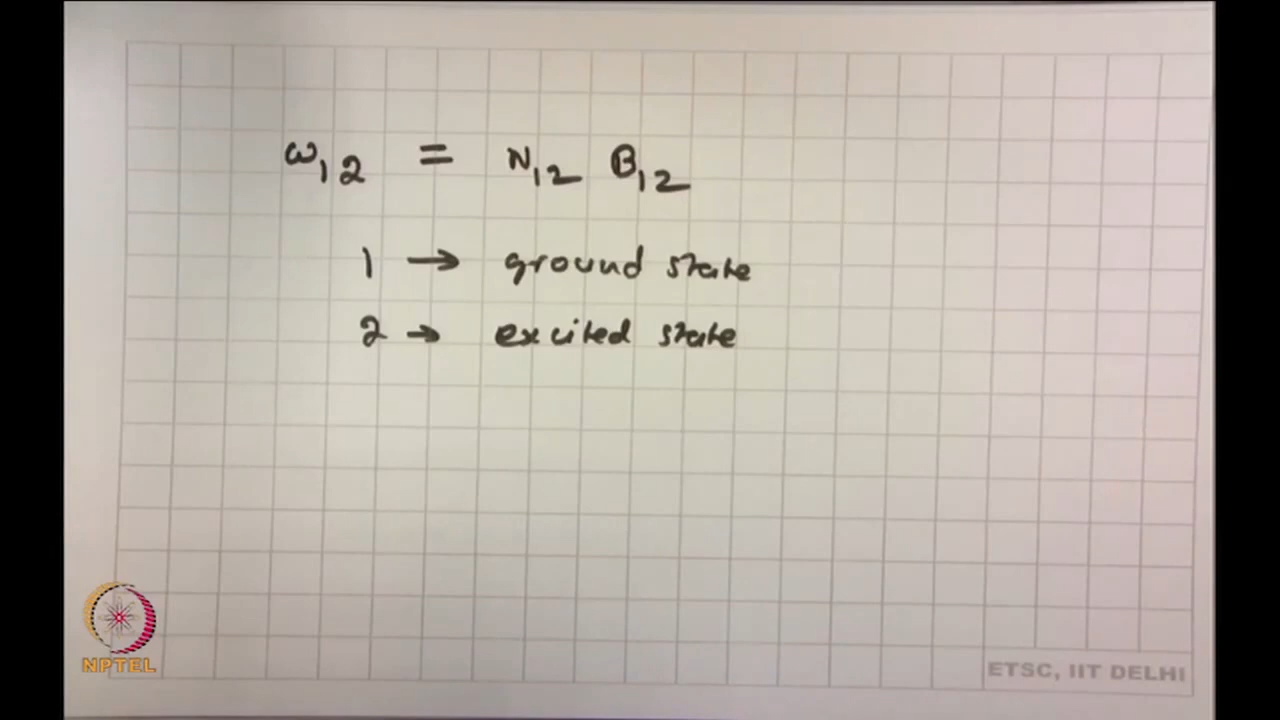 ω₁₂ = N₁₂ B₁₂
1 → ground state
2 → excited state
NPTEL
ETSC, IIT DELHI